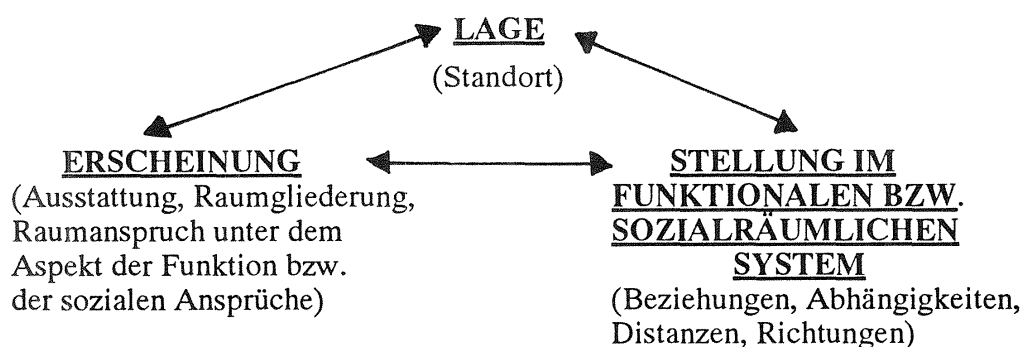 LAGE
(Standort)
ERSCHEINUNG
(Ausstattung, Raumgliederung,
Raumanspruch unter dem
Aspekt der Funktion bzw.
der sozialen Ansprüche)
STELLUNG IM
FUNKTIONALEN BZW.
SOZIALRÄUMLICHEN
SYSTEM
(Beziehungen, Abhängigkeiten,
Distanzen, Richtungen)